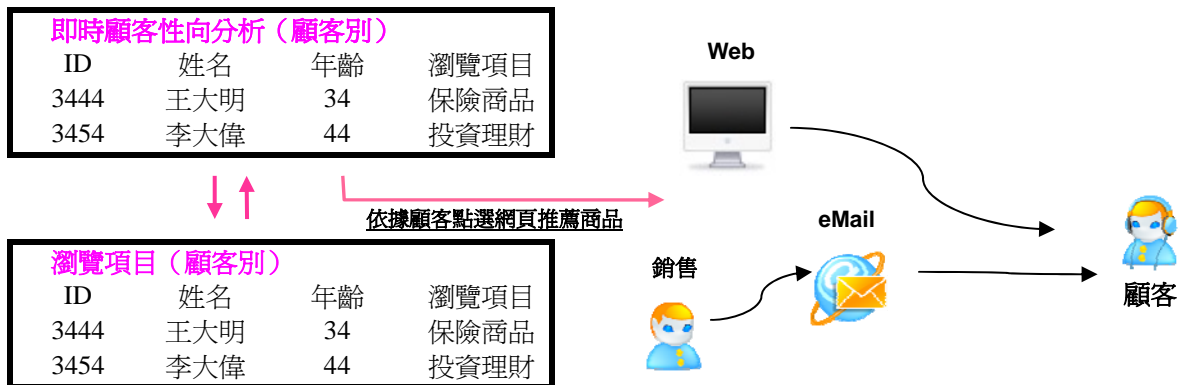 即時顧客性向分析（顧客別）
ID 姓名 年齡 瀏覽項目
3444 王大明 34 保險商品
3454 李大偉 44 投資理財
依據顧客點選網頁推薦商品
瀏覽項目（顧客別）
ID 姓名 年齡 瀏覽項目
3444 王大明 34 保險商品
3454 李大偉 44 投資理財
Web
eMail
銷售
顧客